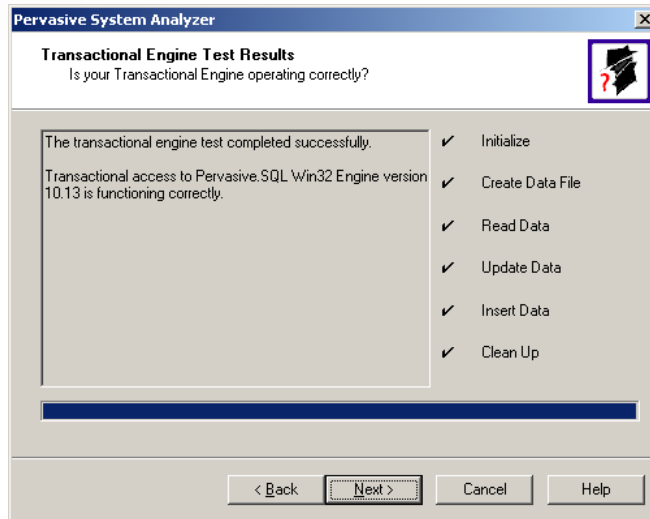 Pervasive System Analyzer
Transactional Engine Test Results
Is your Transactional Engine operating correctly?
?
The transactional engine test completed successfully.
Transactional access to Pervasive.SQL Win32 Engine version
10.13 is functioning correctly.
Initialize
Create Data File
Read Data
Update Data
Insert Data
Clean Up
< Back
Next >
Cancel
Help